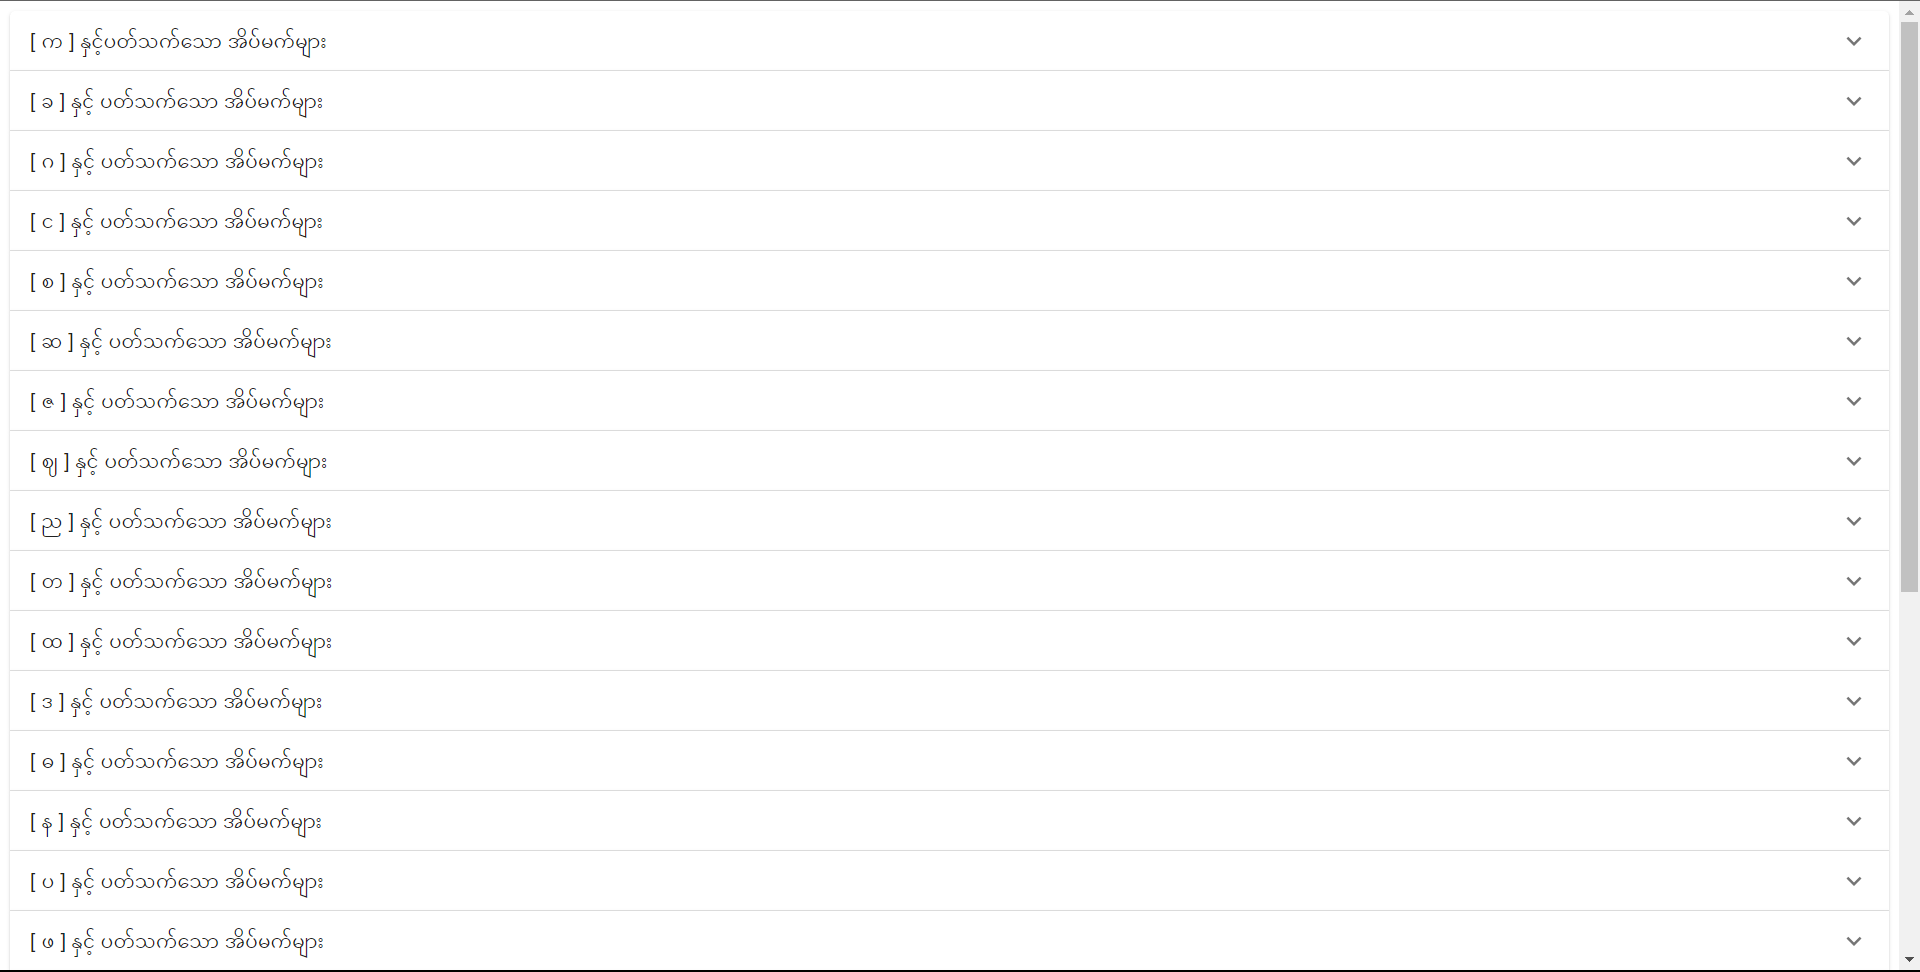 [ က ] နှင့်ပတ်သက်သော အိပ်မက်များ
[ ခ ] နှင့် ပတ်သက်သော အိပ်မက်များ
[ ဂ ] နှင့် ပတ်သက်သော အိပ်မက်များ
[ င ] နှင့် ပတ်သက်သော အိပ်မက်များ
[ စ ] နှင့် ပတ်သက်သော အိပ်မက်များ
[ ဆ ] နှင့် ပတ်သက်သော အိပ်မက်များ
[ ဇ ] နှင့် ပတ်သက်သော အိပ်မက်များ
[ ဈ ] နှင့် ပတ်သက်သော အိပ်မက်များ
[ ည ] နှင့် ပတ်သက်သော အိပ်မက်များ
[ တ ] နှင့် ပတ်သက်သော အိပ်မက်များ
[ ထ ] နှင့် ပတ်သက်သော အိပ်မက်များ
[ ဒ ] နှင့် ပတ်သက်သော အိပ်မက်များ
[ ဓ ] နှင့် ပတ်သက်သော အိပ်မက်များ
[ န ] နှင့် ပတ်သက်သော အိပ်မက်များ
[ ပ ] နှင့် ပတ်သက်သော အိပ်မက်များ
[ ဖ ] နှင့် ပတ်သက်သော အိပ်မက်များ